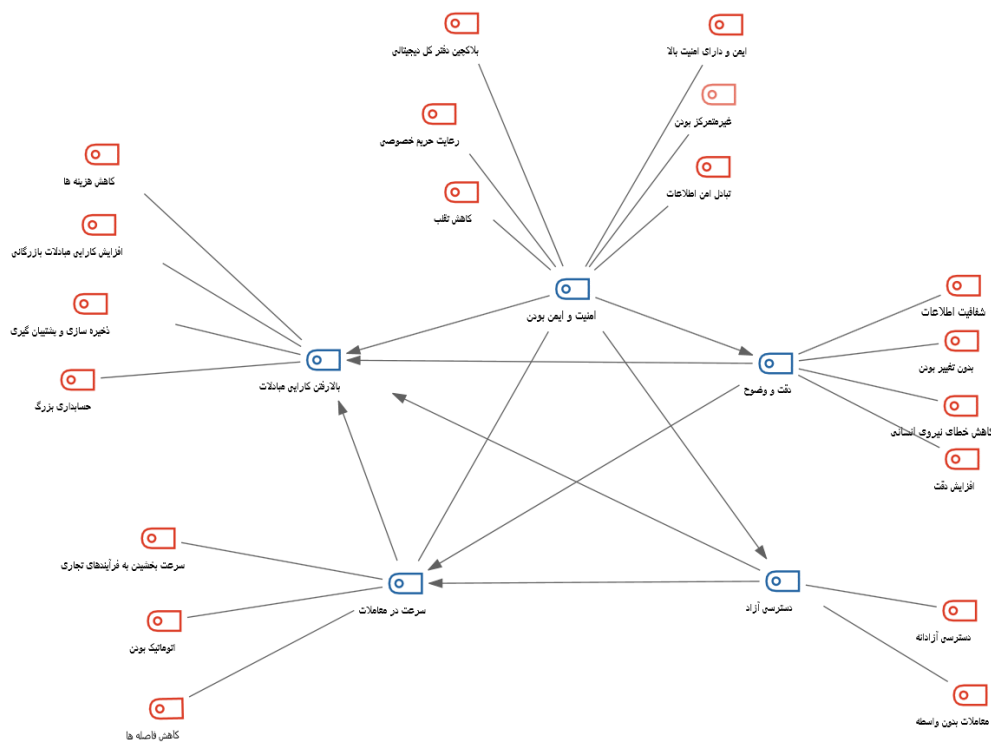 بلاکچین دفتر کل دیجیتالی
ایمن و دارای امنیت بالا
غیرمتمرکز بودن
رعایت حریم خصوصی
تبادل امن اطلاعات
کاهش هزینه ها
کاهش تقلب
افزایش کارایی مبادلات بازرگانی
شفافیت اطلاعات
امنیت و ایمن بودن
ذخیره سازی و پشتیبان گیری
بدون تغییر بودن
بالارفتن کارایی مبادلات
دقت و وضوح
حسابداری بزرگ
کاهش خطای نیروی انسانی
افزایش دقت
سرعت بخشیدن به فرآیندهای تجاری
سرعت در معاملات
دسترسی آزاد
دسترسی آزادانه
اتوماتیک بودن
معاملات بدون واسطه
کاهش فاصله ها